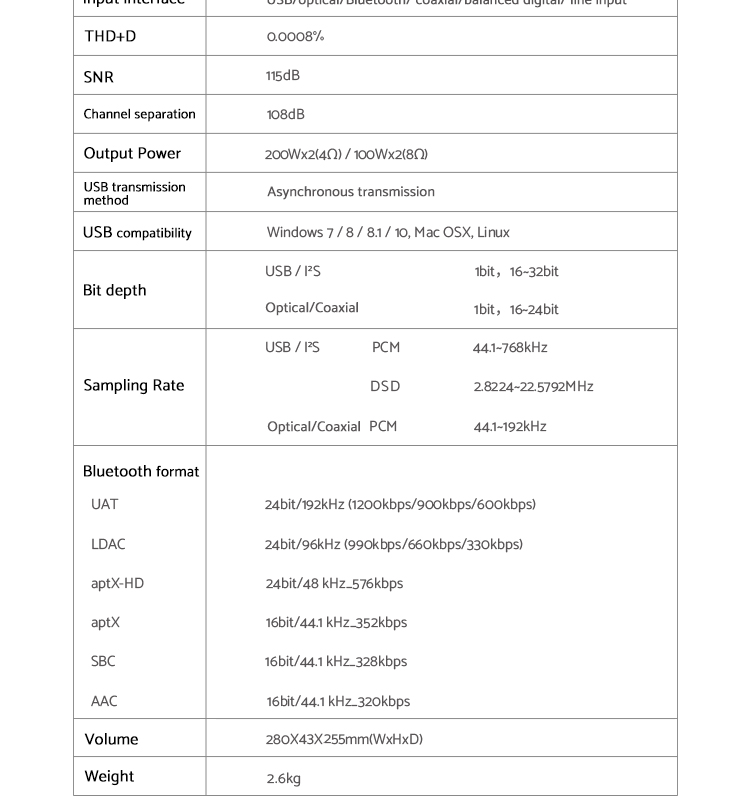 Input Interface USB/optical/Bluetooth/ coaxial/balanced digital/ line input
THD+D 0.0008%
SNR 115dB
Channel separation 108dB
Output Power 200Wx2(4Ω) / 100Wx2(8Ω)
USB transmission
method
Asynchronous transmission
USB compatibility Windows 7 / 8 / 8.1 / 10, Mac OSX, Linux
Bit depth
USB / I²S 1bit，16~32bit
Optical/Coaxial 1bit，16~24bit
Sampling Rate
USB / I²S PCM 44.1~768kHz
DSD 2.8224~22.5792MHz
Optical/Coaxial PCM 44.1~192kHz
Bluetooth format
UAT 24bit/192kHz (1200kbps/900kbps/600kbps)
LDAC 24bit/96kHz (990kbps/660kbps/330kbps)
aptX-HD 24bit/48 kHz_576kbps
aptX 16bit/44.1 kHz_352kbps
SBC 16bit/44.1 kHz_328kbps
AAC 16bit/44.1 kHz_320kbps
Volume 280X43X255mm(WxHxD)
Weight 2.6kg